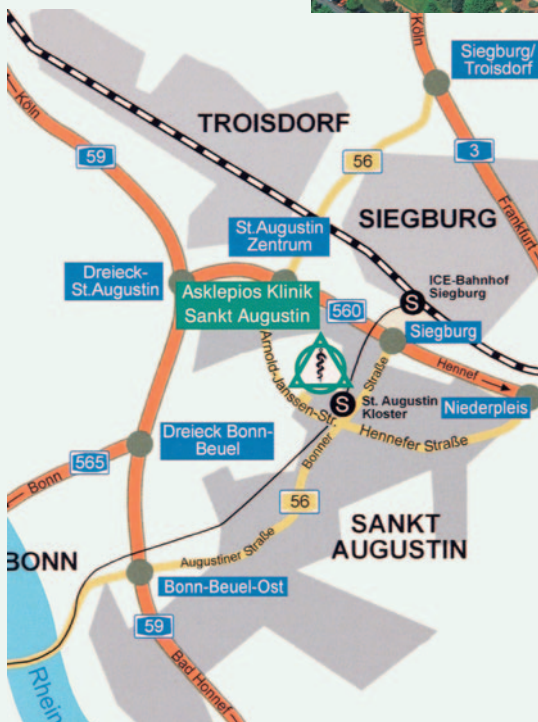 Köln
Siegburg/
Troisdorf
Köln
TROISDORF
59
56
3
Frankfurt
SIEGBURG
St.Augustin
Zentrum
Dreieck-
St.Augustin
ICE-Bahnhof
Siegburg
S
Asklepios Klinik
Sankt Augustin
560
Siegburg
Hennef
Arnold-Janssen-Str.
Straße
S
St. Augustin
Kloster
Niederpleis
Hennefer Straße
Dreieck Bonn-
Beuel
565
Bonn
Bonner
56
SANKT
AUGUSTIN
BONN
Augustiner Straße
Bonn-Beuel-Ost
59
Bad Honnef
Rhein